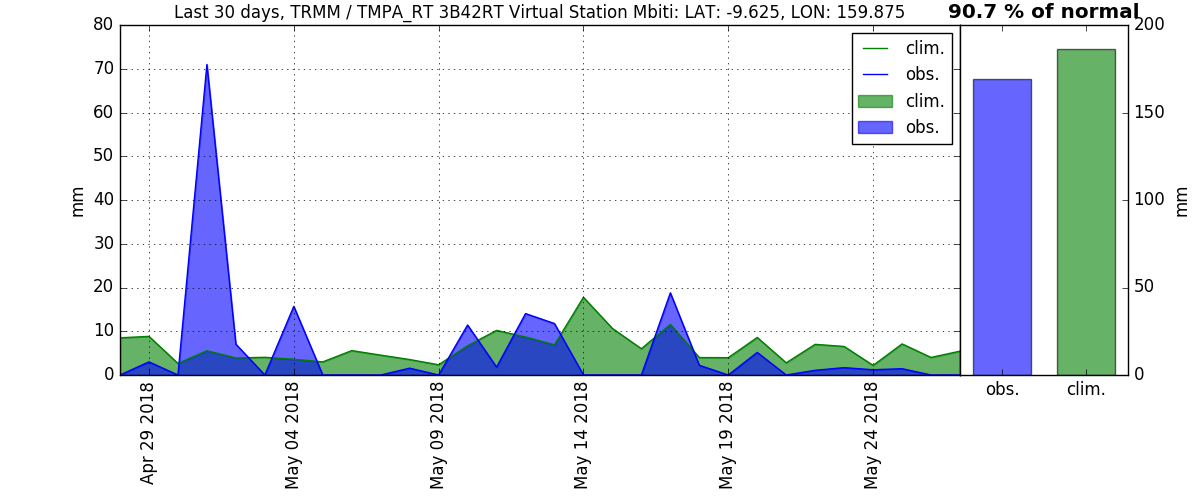 Last 30 days, TRMM / TMPA_RT 3B42RT Virtual Station Mbiti: LAT: -9.625, LON: 159.875
90.7 % of normal
80
70
60
50
40
30
20
10
0
mm
clim.
obs.
clim.
obs.
Apr 29 2018
May 04 2018
May 09 2018
May 14 2018
May 19 2018
May 24 2018
200
150
100
50
0
mm
obs.
clim.